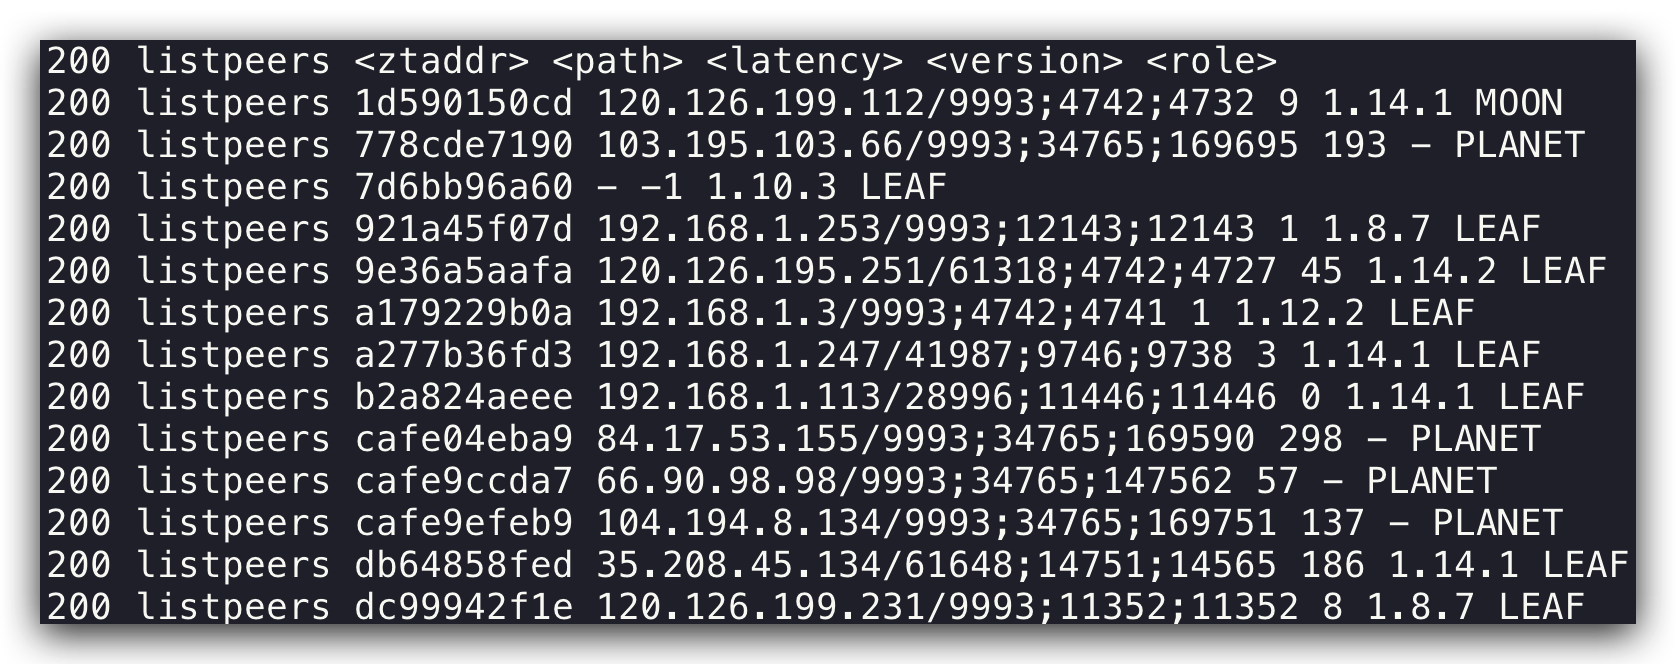 200 listpeers <ztaddr> <path> <latency> <version> <role>
200 listpeers 1d590150cd 120.126.199.112/9993;4742;4732 9 1.14.1 MOON
200 listpeers 778cde7190 103.195.103.66/9993;34765;169695 193 - PLANET
200 listpeers 7d6bb96a60 - -1 1.10.3 LEAF
200 listpeers 921a45f07d 192.168.1.253/9993;12143;12143 1 1.8.7 LEAF
200 listpeers 9e36a5aafa 120.126.195.251/61318;4742;4727 45 1.14.2 LEAF
200 listpeers a179229b0a 192.168.1.3/9993;4742;4741 1 1.12.2 LEAF
200 listpeers a277b36fd3 192.168.1.247/41987;9746;9738 3 1.14.1 LEAF
200 listpeers b2a824aeee 192.168.1.113/28996;11446;11446 0 1.14.1 LEAF
200 listpeers cafe04eba9 84.17.53.155/9993;34765;169590 298 - PLANET
200 listpeers cafe9ccda7 66.90.98.98/9993;34765;147562 57 - PLANET
200 listpeers cafe9efeb9 104.194.8.134/9993;34765;169751 137 - PLANET
200 listpeers db64858fed 35.208.45.134/61648;14751;14565 186 1.14.1 LEAF
200 listpeers dc99942f1e 120.126.199.231/9993;11352;11352 8 1.8.7 LEAF